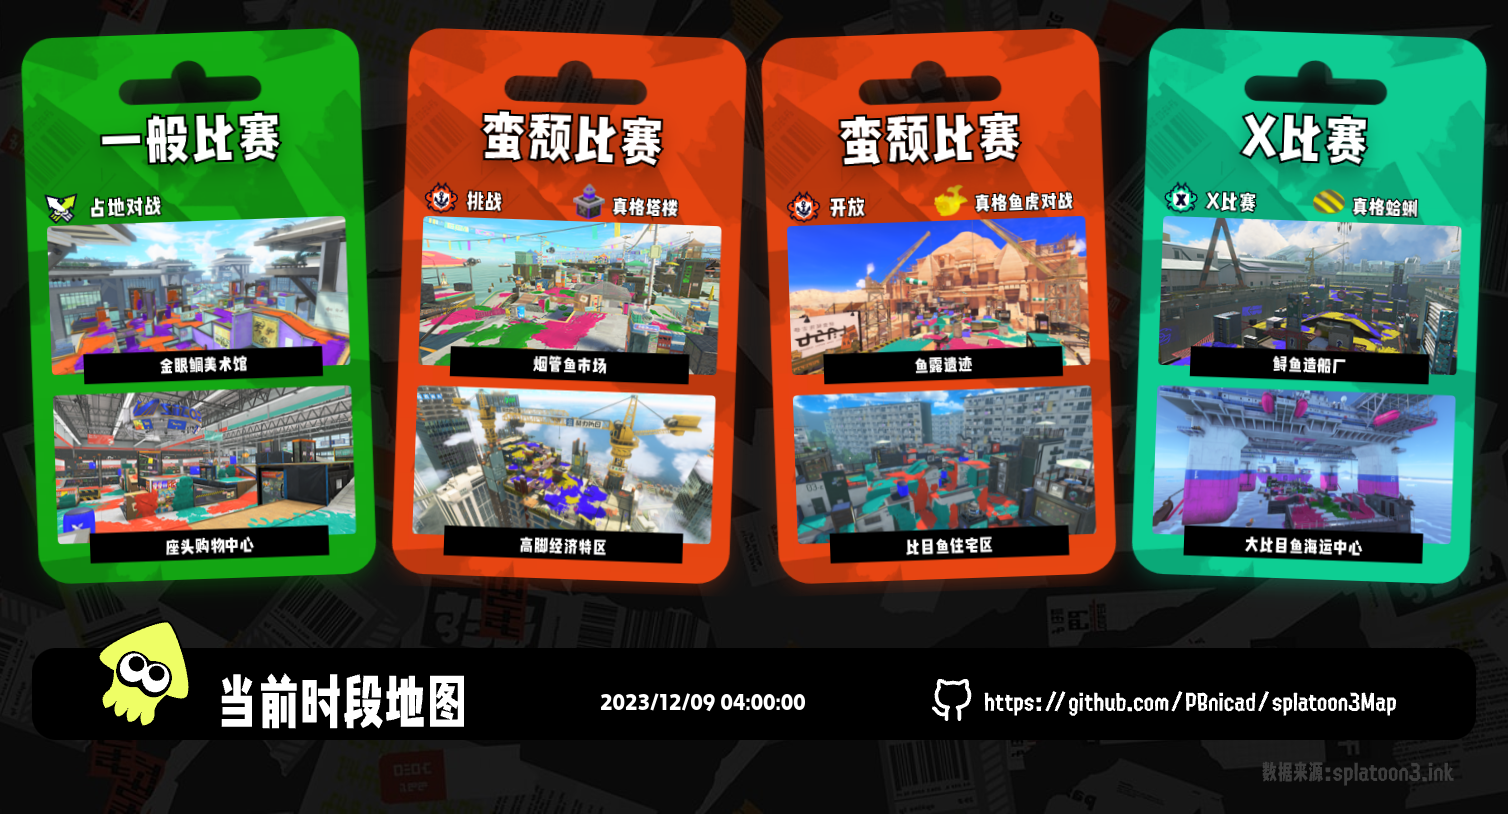 一般比赛
占地对战
金眼鲷美术馆
座头购物中心
蛮颓比赛
挑战
真格塔楼
烟管鱼市场
高脚经济特区
蛮颓比赛
开放
真格鱼虎对战
鱼露遗迹
比目鱼住宅区
X比赛
X比赛
真格蛤蜊
鲟鱼造船厂
大比目鱼海运中心
当前时段地图
2023/12/09 04:00:00
https://github.com/PBnicad/splatoon3Map
数据来源:splatoon3.ink